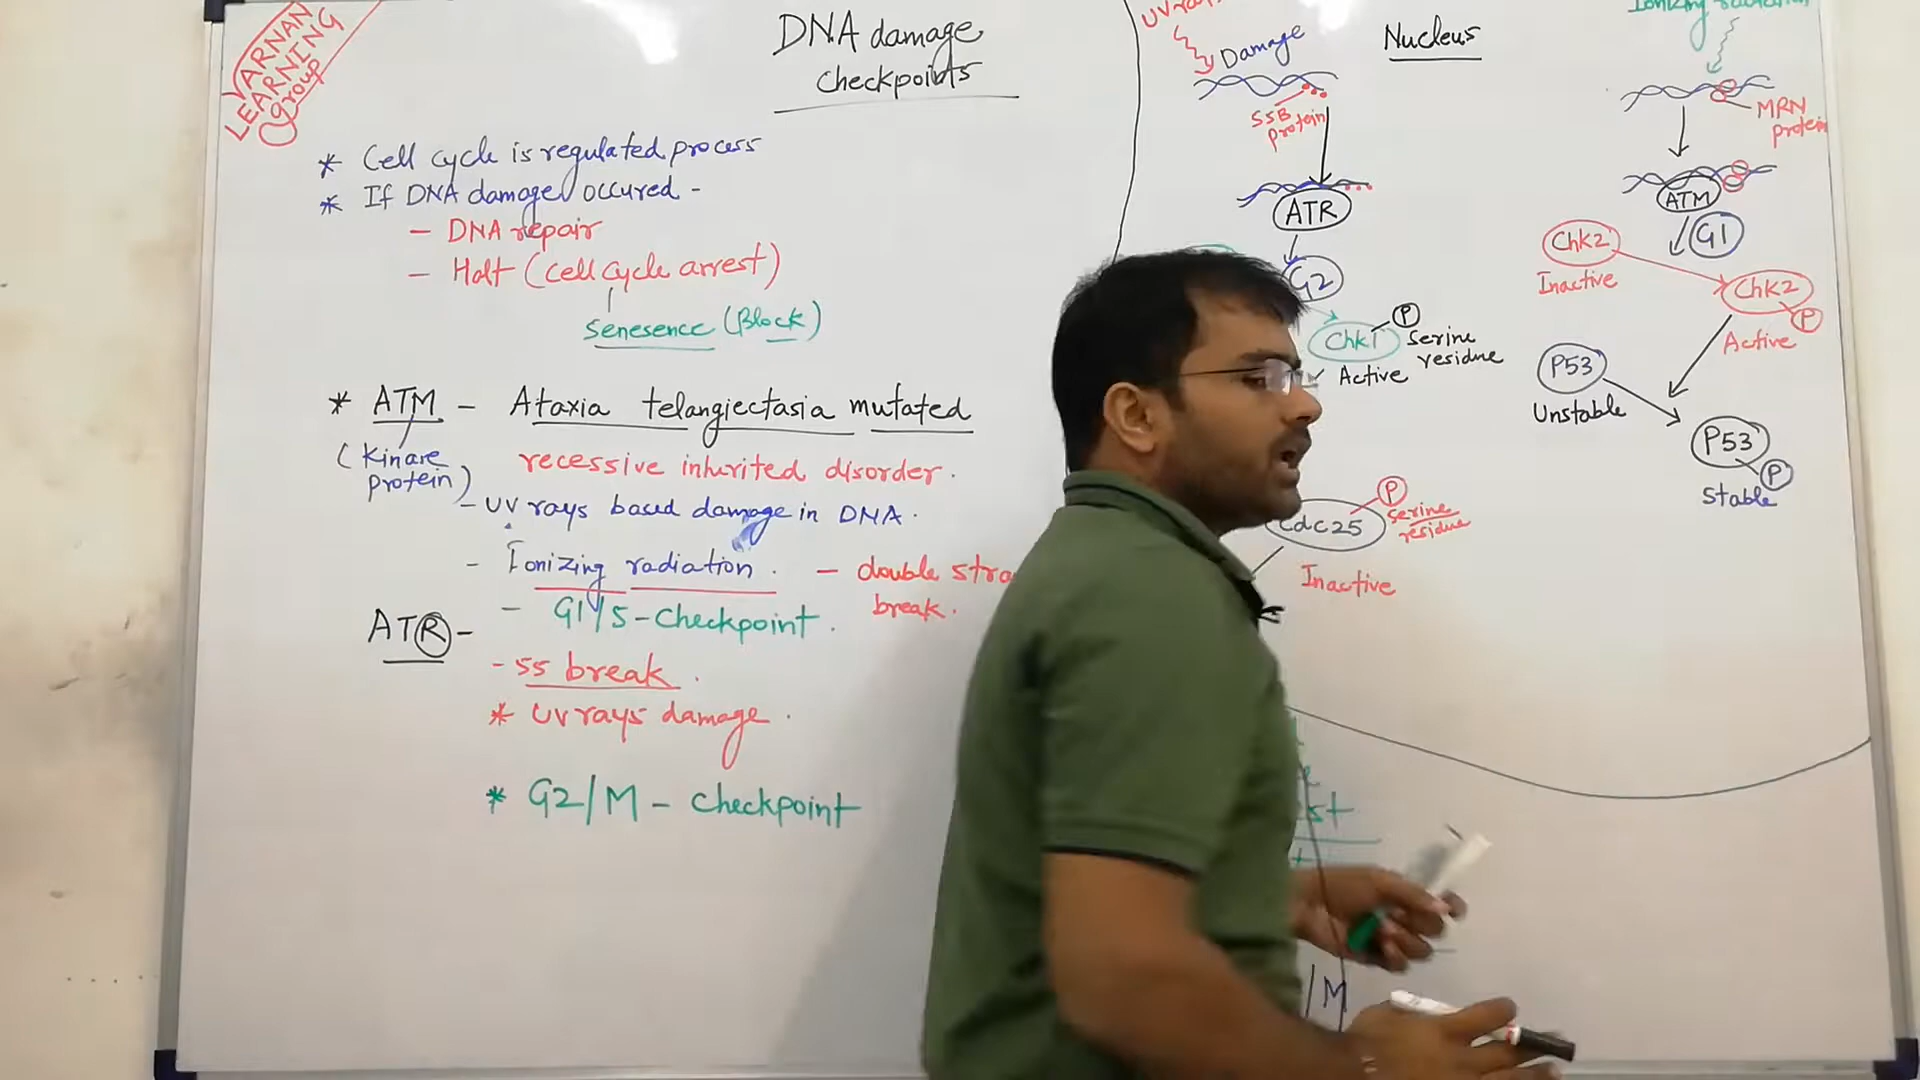 VARNAN
LEARNING
group
DNA damage
checkpoints
* Cell cycle is regulated process
* If DNA damage occured -
- DNA repair
- Halt (cell cycle arrest)
senesence (Block)
* ATM - Ataxia telangiectasia mutated
(Kinase
protein)
recessive inherited disorder.
- UV rays based damage in DNA.
- Ionizing radiation. - double
break.
- G1/S-Checkpoint.
ATR -
- SS break.
* UV rays damage.
* G2/M - checkpoint
UV rays
Damage
SSB
protein
ATR
G2
Chk1 P Serine
residue
Active
Cdc25 P
serine
residue
Inactive
/M
Nucleus
Ionizing
MRN
protein
ATM
G1
Chk2
Inactive
Chk2
P
Active
P53
Unstable
P53
P
Stable